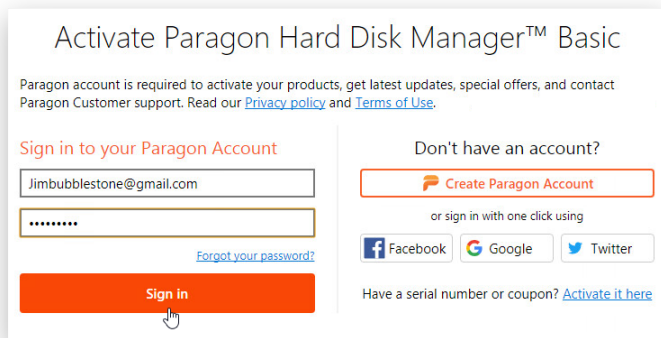 Activate Paragon Hard Disk Manager™ Basic
Paragon account is required to activate your products, get latest updates, special offers, and contact
Paragon Customer support. Read our Privacy policy and Terms of Use.
Sign in to your Paragon Account
Jimbubblestone@gmail.com
•••••••••
Forgot your password?
Sign in
Don't have an account?
Create Paragon Account
or sign in with one click using
Facebook
Google
Twitter
Have a serial number or coupon? Activate it here